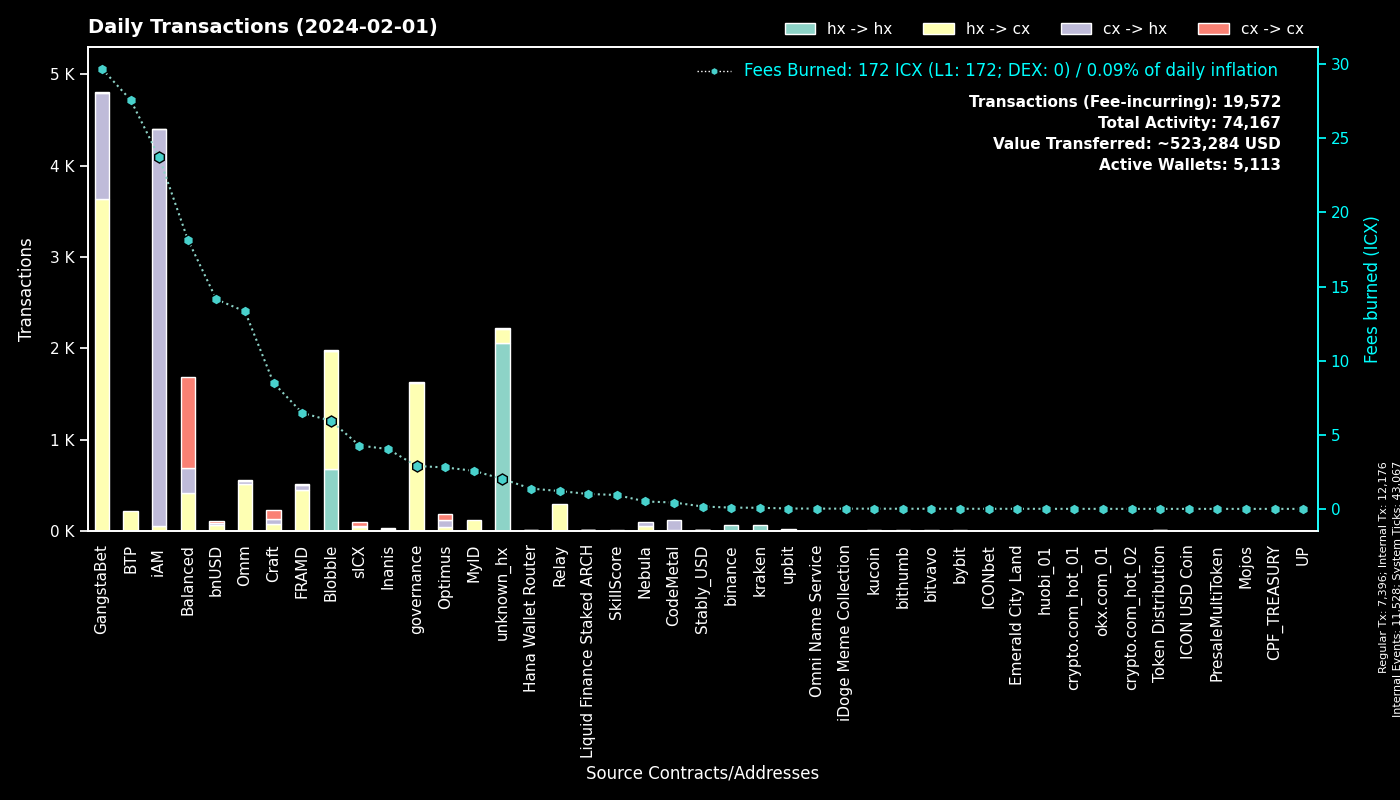 Daily Transactions (2024-02-01)
hx -> hx
hx -> cx
cx -> hx
cx -> cx
Fees Burned: 172 ICX (L1: 172; DEX: 0) / 0.09% of daily inflation
Transactions (Fee-incurring): 19,572
Total Activity: 74,167
Value Transferred: ~523,284 USD
Active Wallets: 5,113
Transactions
5 K
4 K
3 K
2 K
1 K
0 K
30
25
20
15
10
5
0
Fees burned (ICX)
GangstaBet
BTP
iAM
Balanced
bnUSD
Omm
Craft
FRAMD
Blobble
sICX
Inanis
governance
Optimus
MyID
unknown_hx
Hana Wallet Router
Relay
Liquid Finance Staked ARCH
SkillScore
Nebula
CodeMetal
Stably_USD
binance
kraken
upbit
Omni Name Service
iDoge Meme Collection
kucoin
bithumb
bitvavo
bybit
ICONbet
Emerald City Land
huobi_01
crypto.com_hot_01
okx.com_01
crypto.com_hot_02
Token Distribution
ICON USD Coin
PresaleMultiToken
Mojos
CPF_TREASURY
UP
Source Contracts/Addresses
Regular Tx: 7,396; Internal Tx: 12,176
Internal Events: 11,528; System Ticks: 43,067